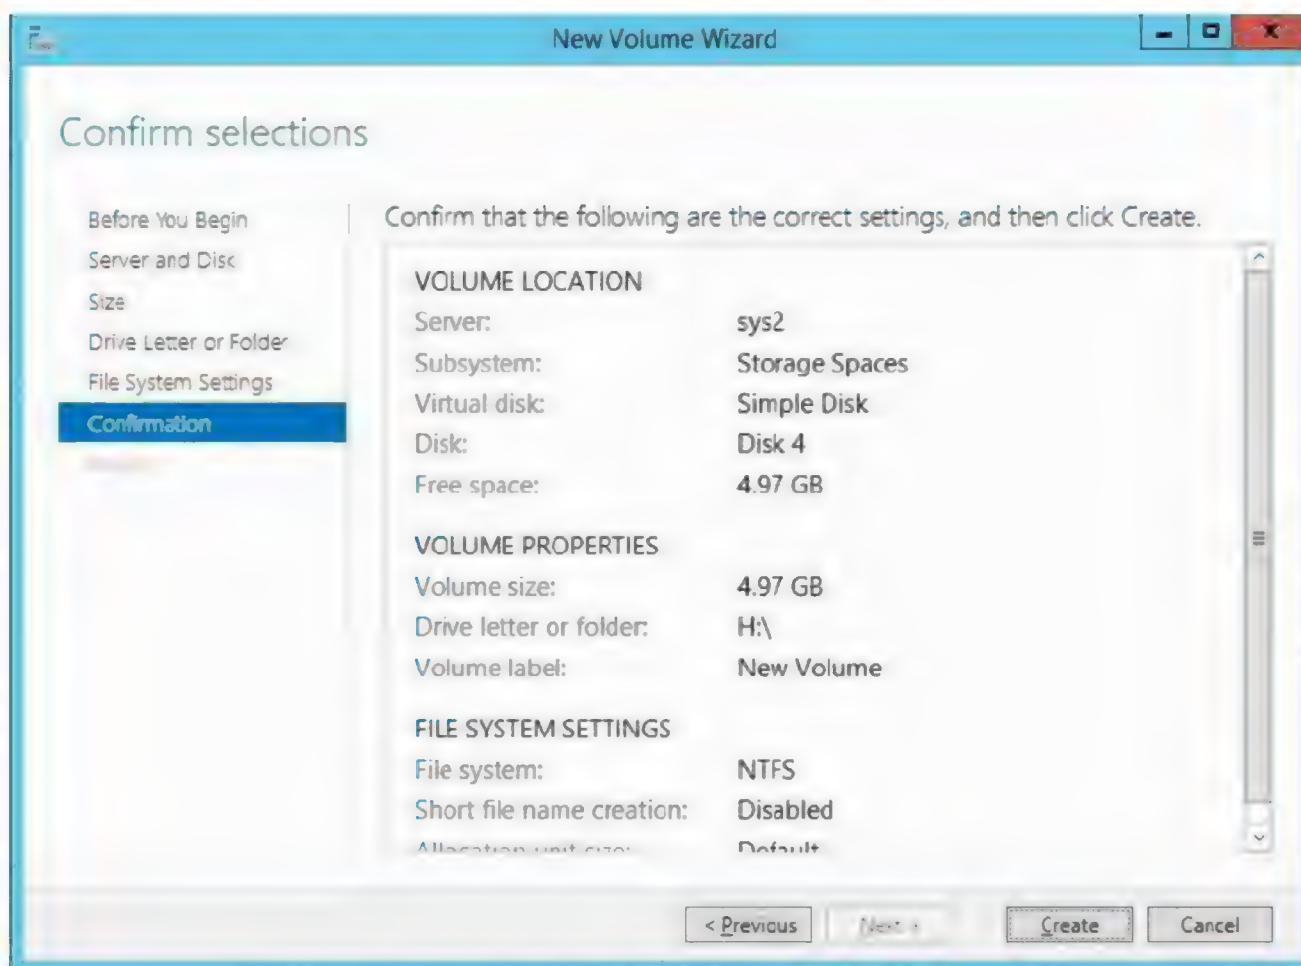 New Volume Wizard
Confirm selections
Before You Begin
Server and Disk
Size
Drive Letter or Folder
File System Settings
Confirmation
Confirm that the following are the correct settings, and then click Create.
VOLUME LOCATION
Server: sys2
Subsystem: Storage Spaces
Virtual disk: Simple Disk
Disk: Disk 4
Free space: 4.97 GB
VOLUME PROPERTIES
Volume size: 4.97 GB
Drive letter or folder: H:\
Volume label: New Volume
FILE SYSTEM SETTINGS
File system: NTFS
Short file name creation: Disabled
Allocation unit size: Default
< Previous Next > Create Cancel